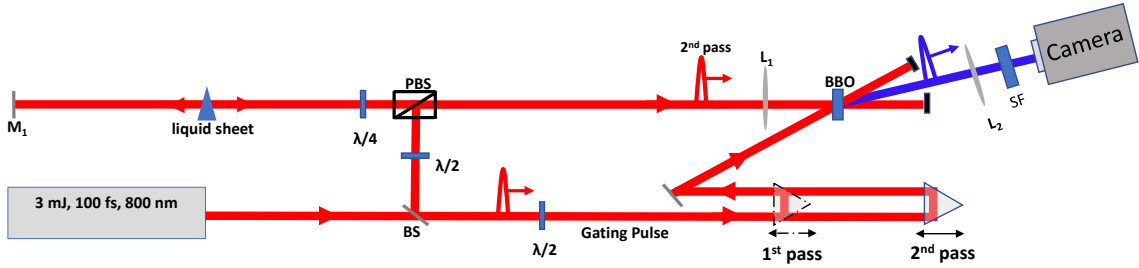 2nd pass
L1
BBO
Camera
PBS
M1
liquid sheet
λ/4
SF
L2
λ/2
3 mJ, 100 fs, 800 nm
BS
λ/2
Gating Pulse
1st pass
2nd pass